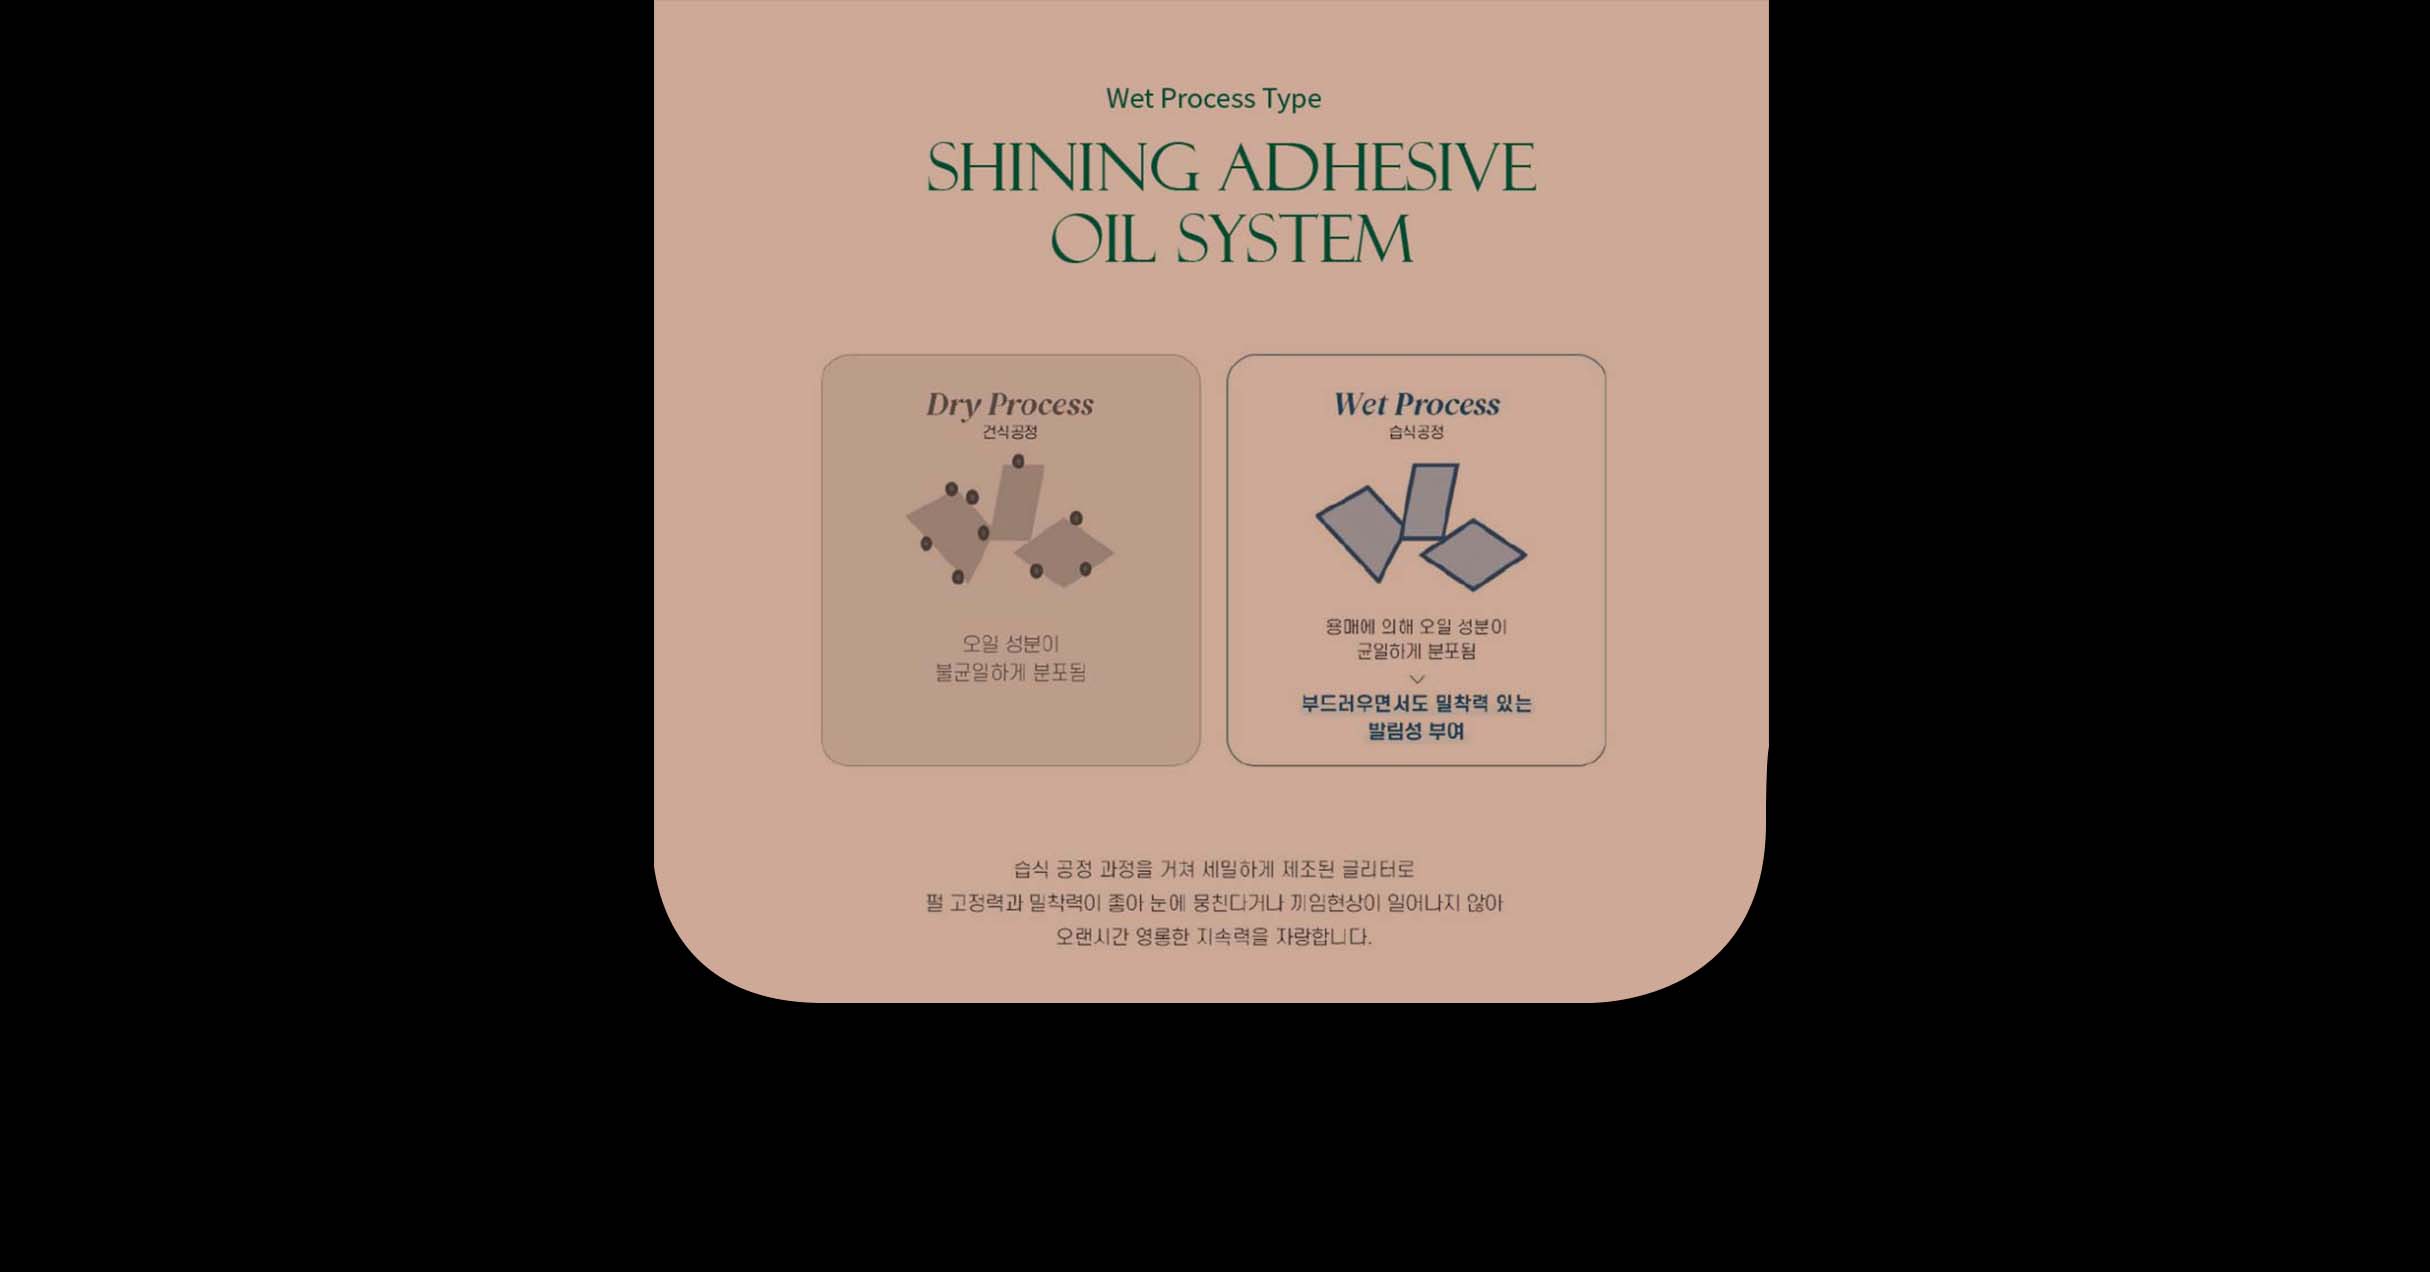 Wet Process Type
SHINING ADHESIVE
OIL SYSTEM
Dry Process
건식공정
오일 성분이
불균일하게 분포됨
Wet Process
습식공정
용매에 의해 오일 성분이
균일하게 분포됨
부드러우면서도 밀착력 있는
발림성 부여
습식 공정 과정을 거쳐 세밀하게 제조된 글리터로
펄 고정력과 밀착력이 좋아 눈에 뭉친다거나 끼임현상이 일어나지 않아
오랜시간 영롱한 지속력을 자랑합니다.